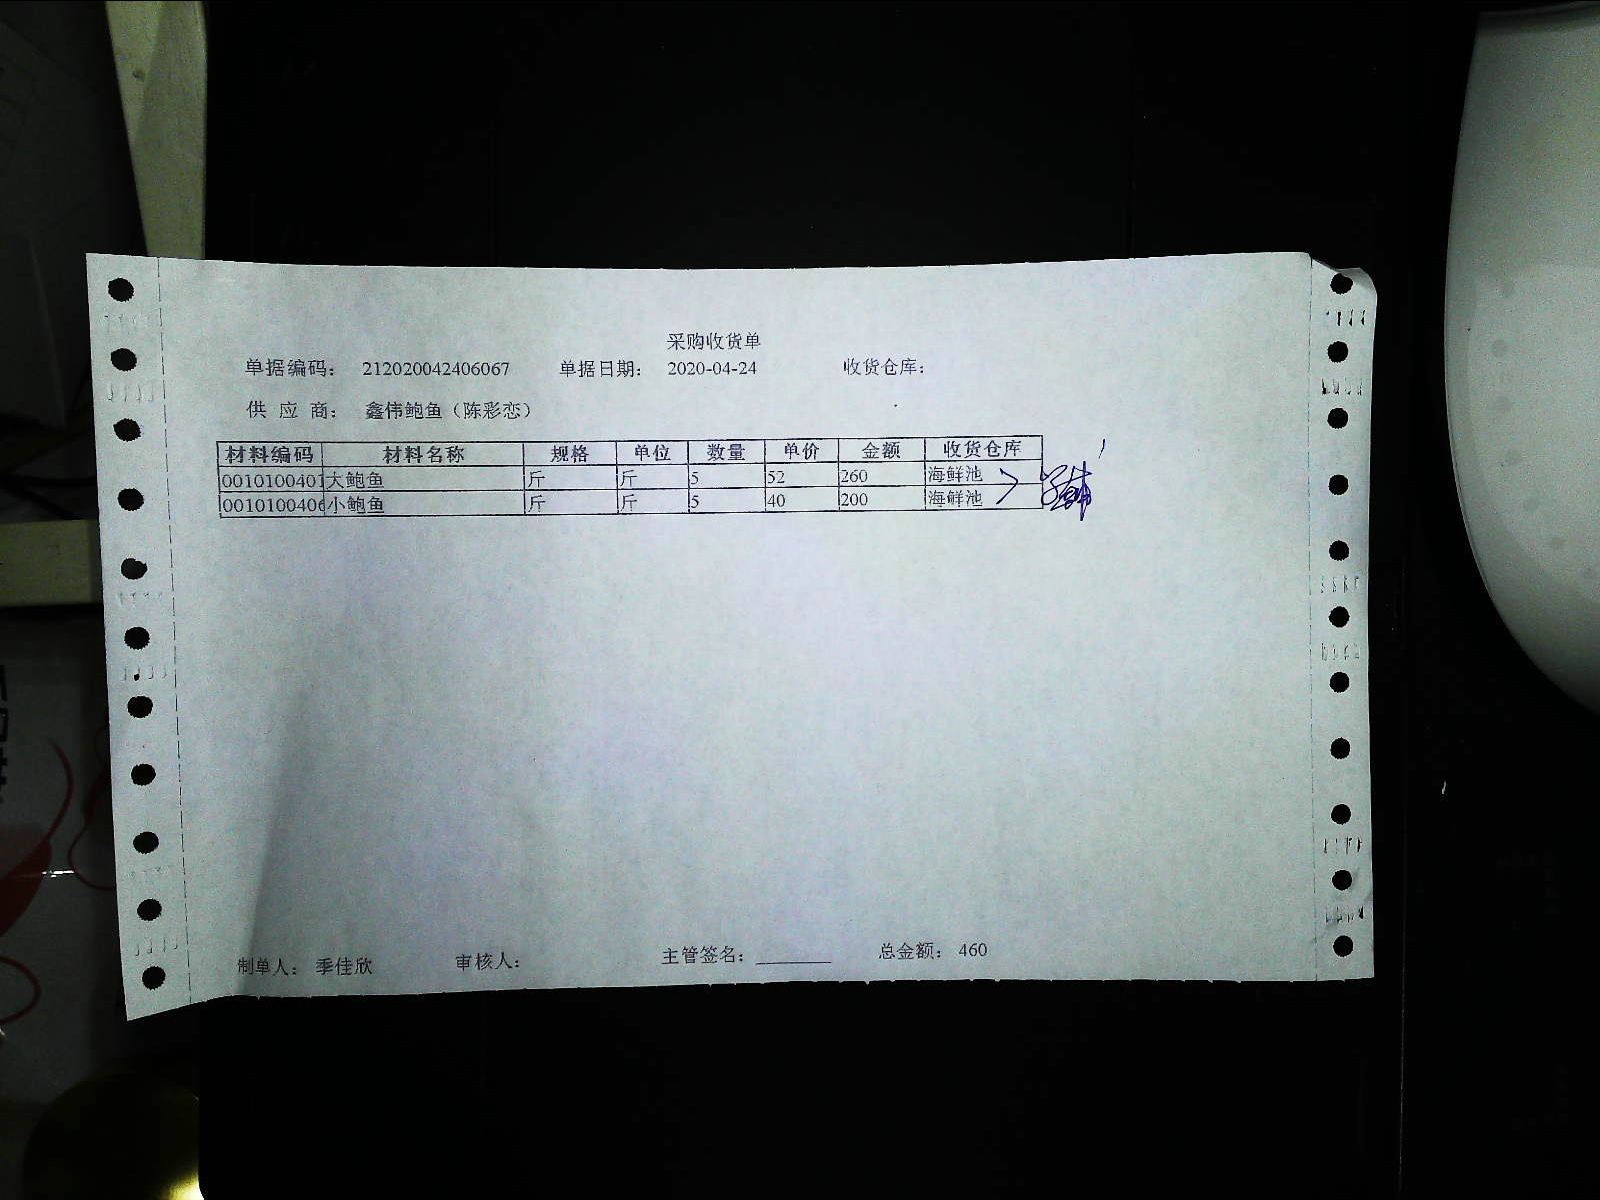 采购收货单
单据编码： 212020042406067 单据日期： 2020-04-24 收货仓库：
供 应 商： 鑫伟鲍鱼（陈彩恋）
材料编码 材料名称 规格 单位 数量 单价 金额 收货仓库
0010100401 大鲍鱼 斤 斤 5 52 260 海鲜池
0010100406 小鲍鱼 斤 斤 5 40 200 海鲜池
制单人： 季佳欣 审核人： 主管签名：________ 总金额： 460